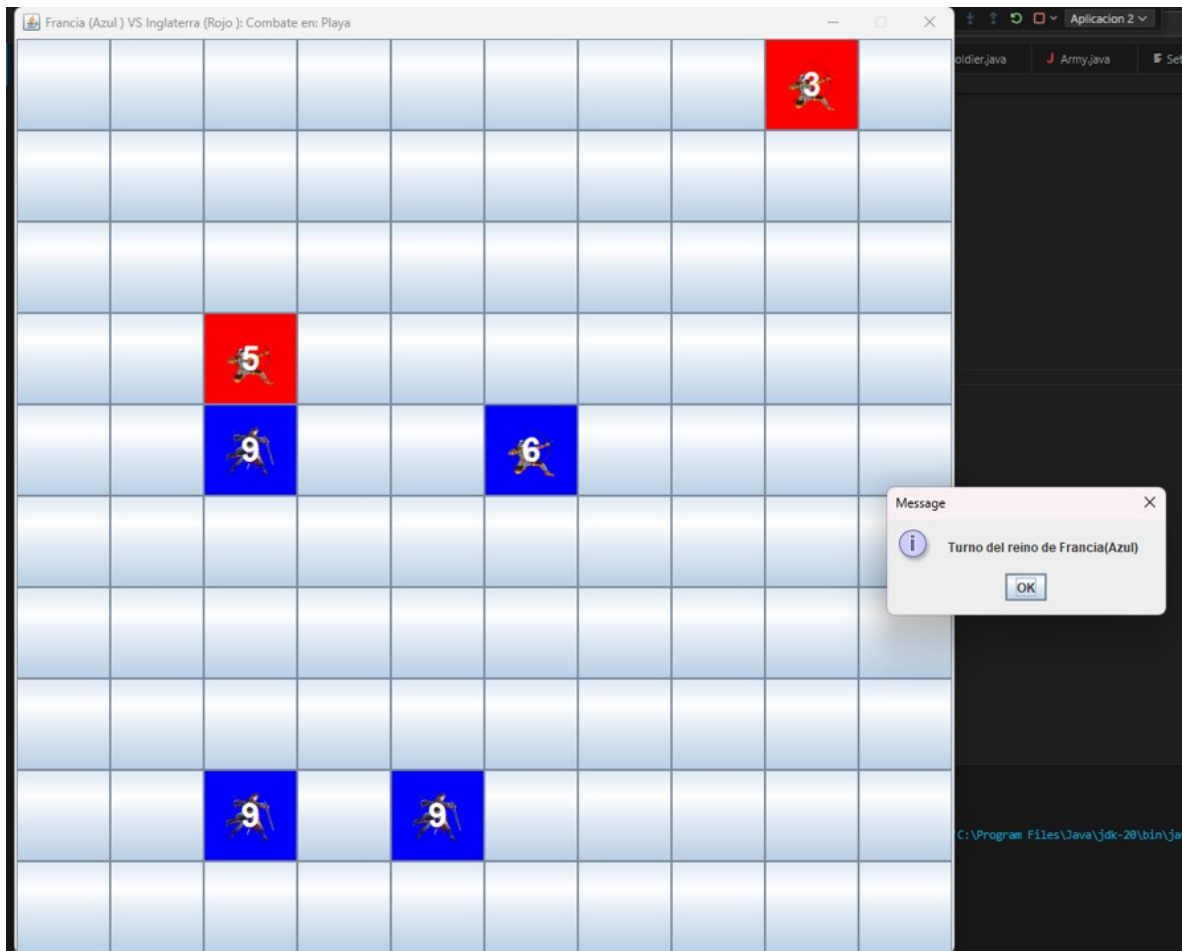 Francia (Azul ) VS Inglaterra (Rojo ): Combate en: Playa
Aplicacion 2
oldier.java
J Army.java
Set
3
5
9
6
Message
Turno del reino de Francia(Azul)
OK
9
9
'C:\Program Files\Java\jdk-20\bin\ja